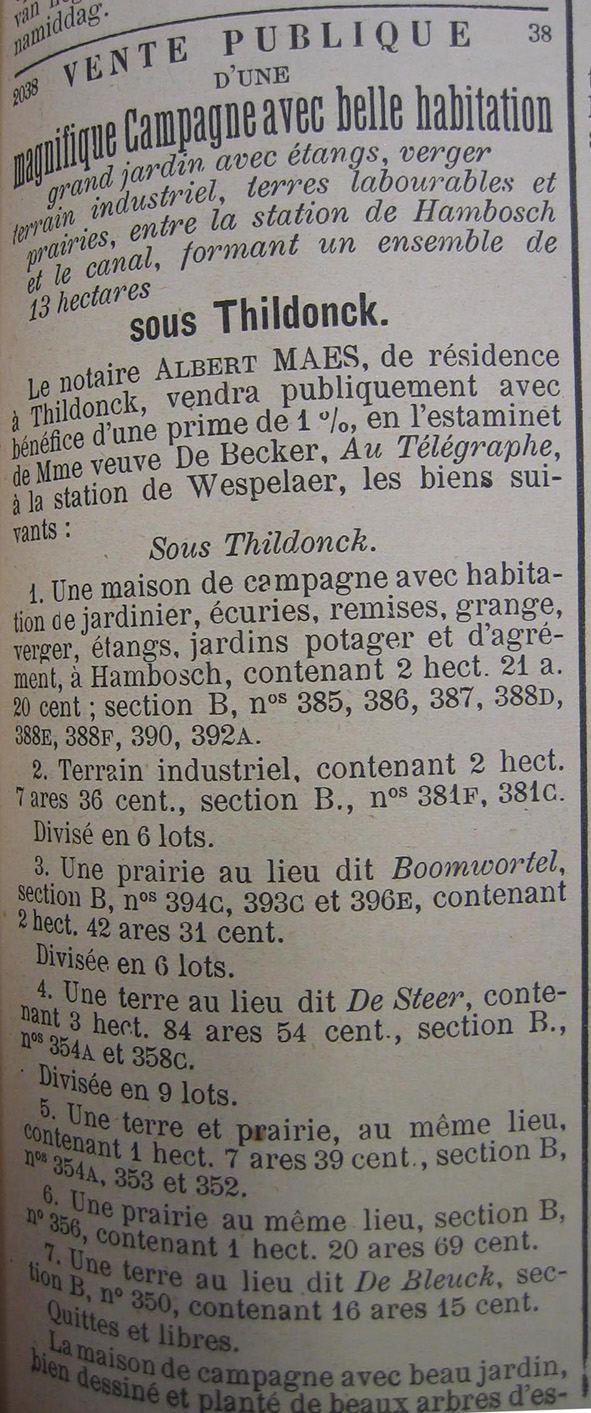 van
namiddag.
2038 VENTE PUBLIQUE 38
D'UNE
magnifique Campagne avec belle habitation
grand jardin avec étangs, verger
terrain industriel, terres labourables et
prairies, entre la station de Hambosch
et le canal, formant un ensemble de
13 hectares
sous Thildonck.
Le notaire ALBERT MAES, de résidence
à Thildonck, vendra publiquement avec
bénéfice d'une prime de 1 %, en l'estaminet
de Mme veuve De Becker, Au Télégraphe,
à la station de Wespelaer, les biens sui-
vants :
Sous Thildonck.
1. Une maison de campagne avec habita-
tion de jardinier, écuries, remises, grange,
verger, étangs, jardins potager et d'agré-
ment, à Hambosch, contenant 2 hect. 21 a.
20 cent ; section B, nos 385, 386, 387, 388D,
388E, 388F, 390, 392A.
2. Terrain industriel, contenant 2 hect.
7 ares 36 cent., section B., nos 381F, 381G.
Divisé en 6 lots.
3. Une prairie au lieu dit Boomwortel,
section B, nos 394C, 393G et 396E, contenant
2 hect. 42 ares 31 cent.
Divisée en 6 lots.
4. Une terre au lieu dit De Steer, conte-
nant 3 hect. 84 ares 54 cent., section B.,
nos 354A et 358C.
Divisée en 9 lots.
5. Une terre et prairie, au même lieu,
contenant 1 hect. 7 ares 39 cent., section B,
nos 354A, 353 et 352.
6. Une prairie au même lieu, section B,
n° 356, contenant 1 hect. 20 ares 69 cent.
7. Une terre au lieu dit De Bleuck, sec-
tion B, n° 350, contenant 16 ares 15 cent.
Quittes et libres.
La maison de campagne avec beau jardin,
bien dessiné et planté de beaux arbres d'es-